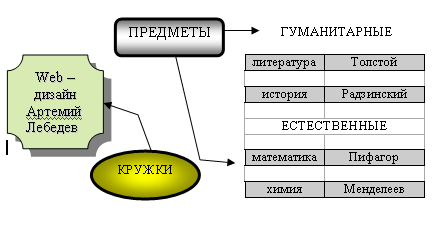 ПРЕДМЕТЫ
ГУМАНИТАРНЫЕ
литература Толстой
история Радзинский
ЕСТЕСТВЕННЫЕ
математика Пифагор
химия Менделеев
Web –
дизайн
Артемий
Лебедев
КРУЖКИ